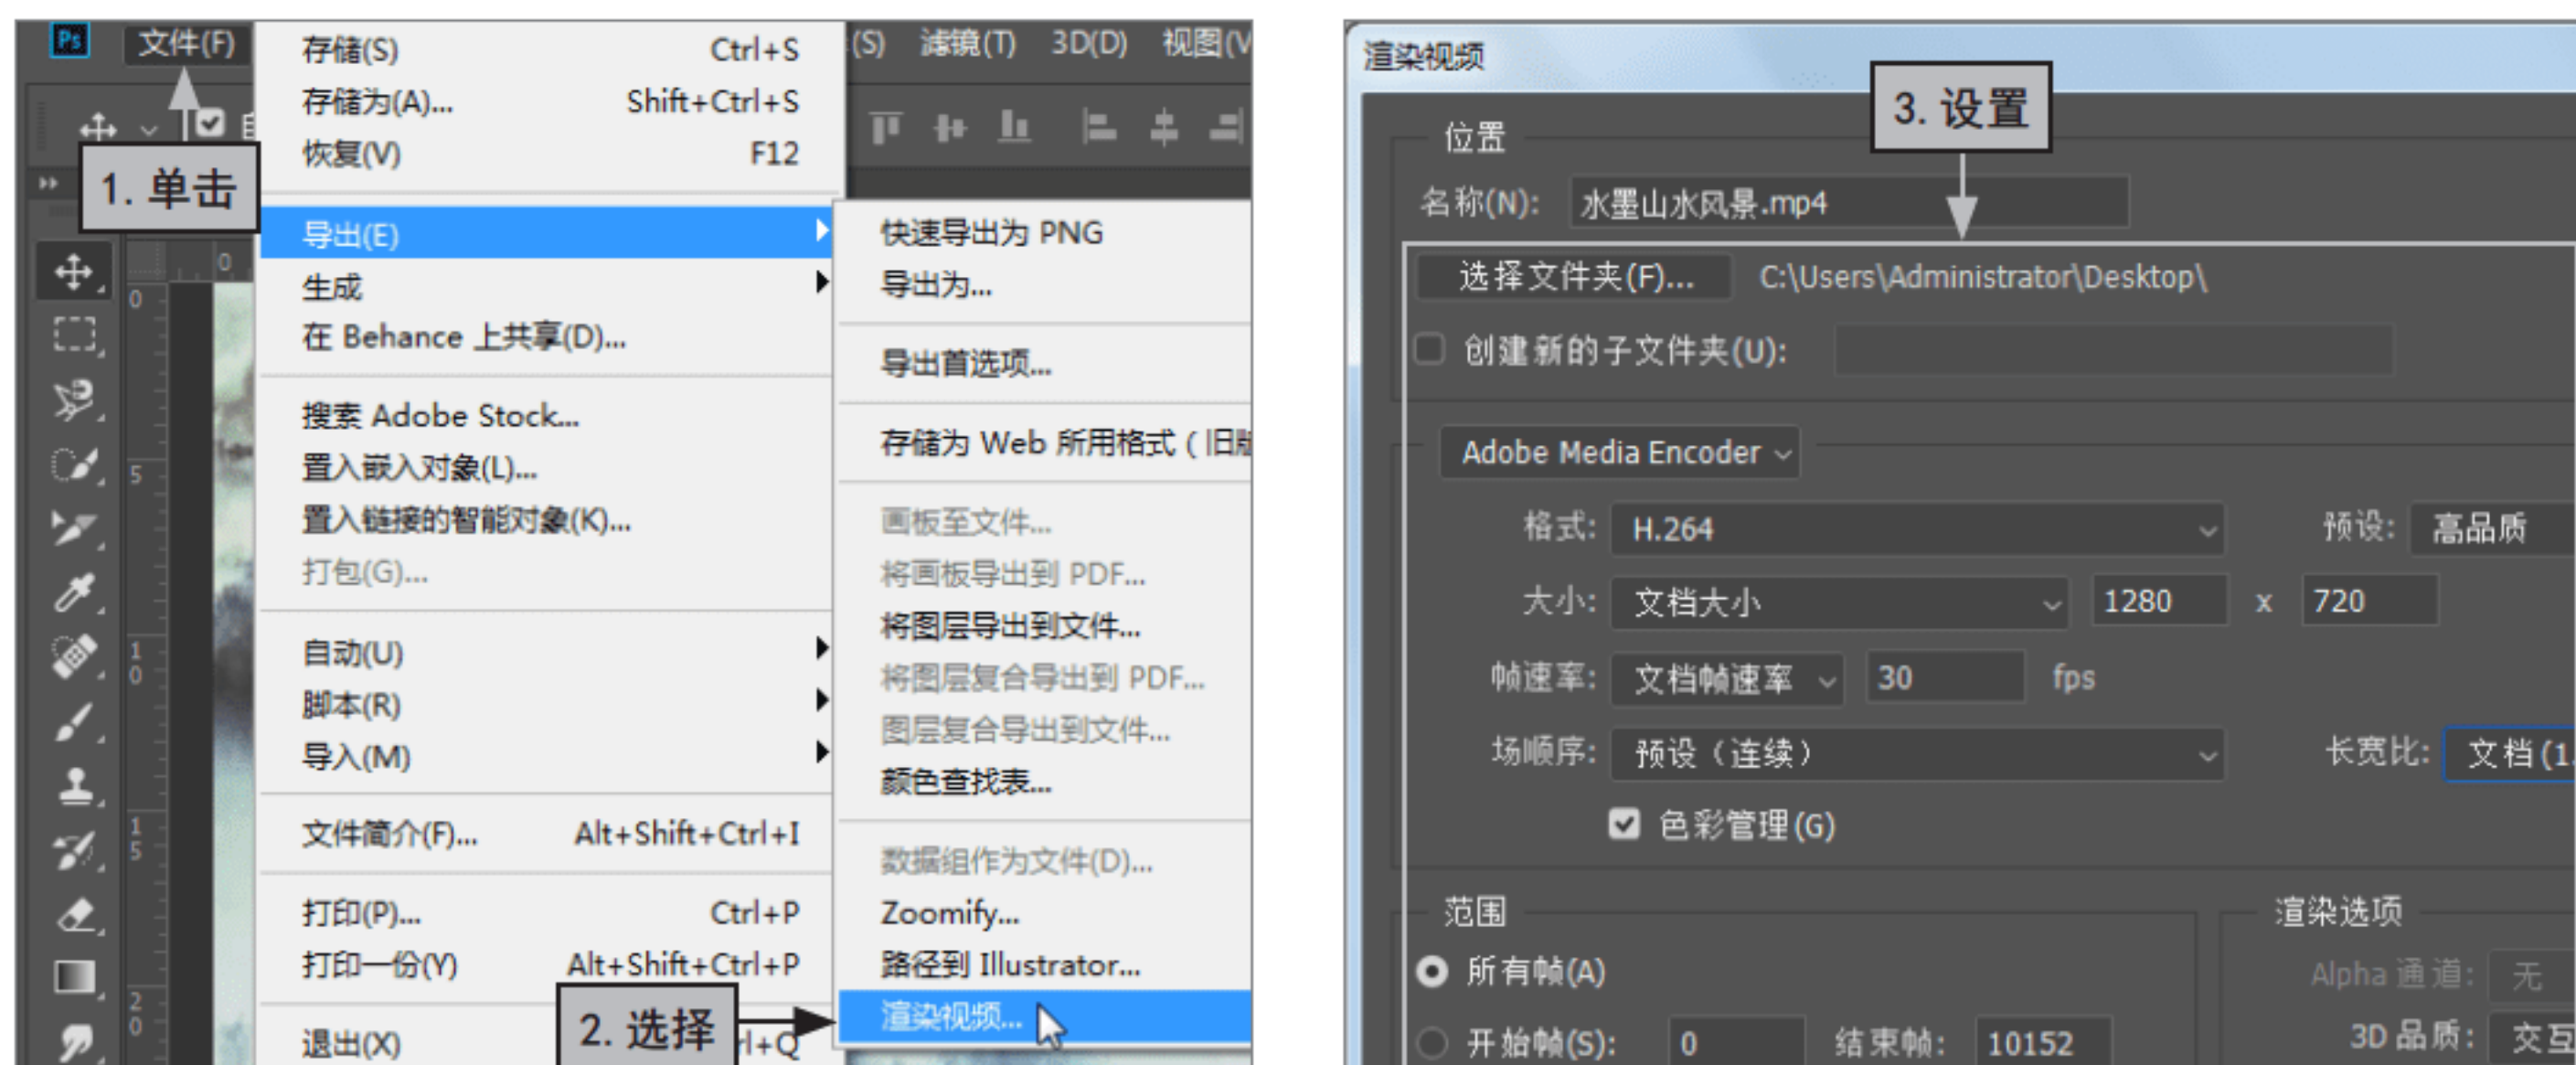 Ps 文件(F)
(S) 滤镜(T) 3D(D) 视图(V
1. 单击
存储(S) Ctrl+S
存储为(A)... Shift+Ctrl+S
恢复(V) F12
导出(E)
生成
在 Behance 上共享(D)...
搜索 Adobe Stock...
置入嵌入对象(L)...
置入链接的智能对象(K)...
打包(G)...
自动(U)
脚本(R)
导入(M)
文件简介(F)... Alt+Shift+Ctrl+I
打印(P)... Ctrl+P
打印一份(Y) Alt+Shift+Ctrl+P
退出(X) rl+Q
2. 选择
0
0
5
10
15
20
快速导出为 PNG
导出为...
导出首选项...
存储为 Web 所用格式 ( 旧版
画板至文件...
将画板导出到 PDF...
将图层导出到文件...
将图层复合导出到 PDF...
图层复合导出到文件...
颜色查找表...
数据组作为文件(D)...
Zoomify...
路径到 Illustrator...
渲染视频...
渲染视频
3. 设置
位置
名称(N): 水墨山水风景.mp4
选择文件夹(F)... C:\Users\Administrator\Desktop\
创建新的子文件夹(U):
Adobe Media Encoder
格式: H.264 预设: 高品质
大小: 文档大小 1280 x 720
帧速率: 文档帧速率 30 fps
场顺序: 预设（连续） 长宽比: 文档 (1.
色彩管理(G)
范围 渲染选项
所有帧(A) Alpha 通道: 无
开始帧(S): 0 结束帧: 10152 3D 品质: 交互